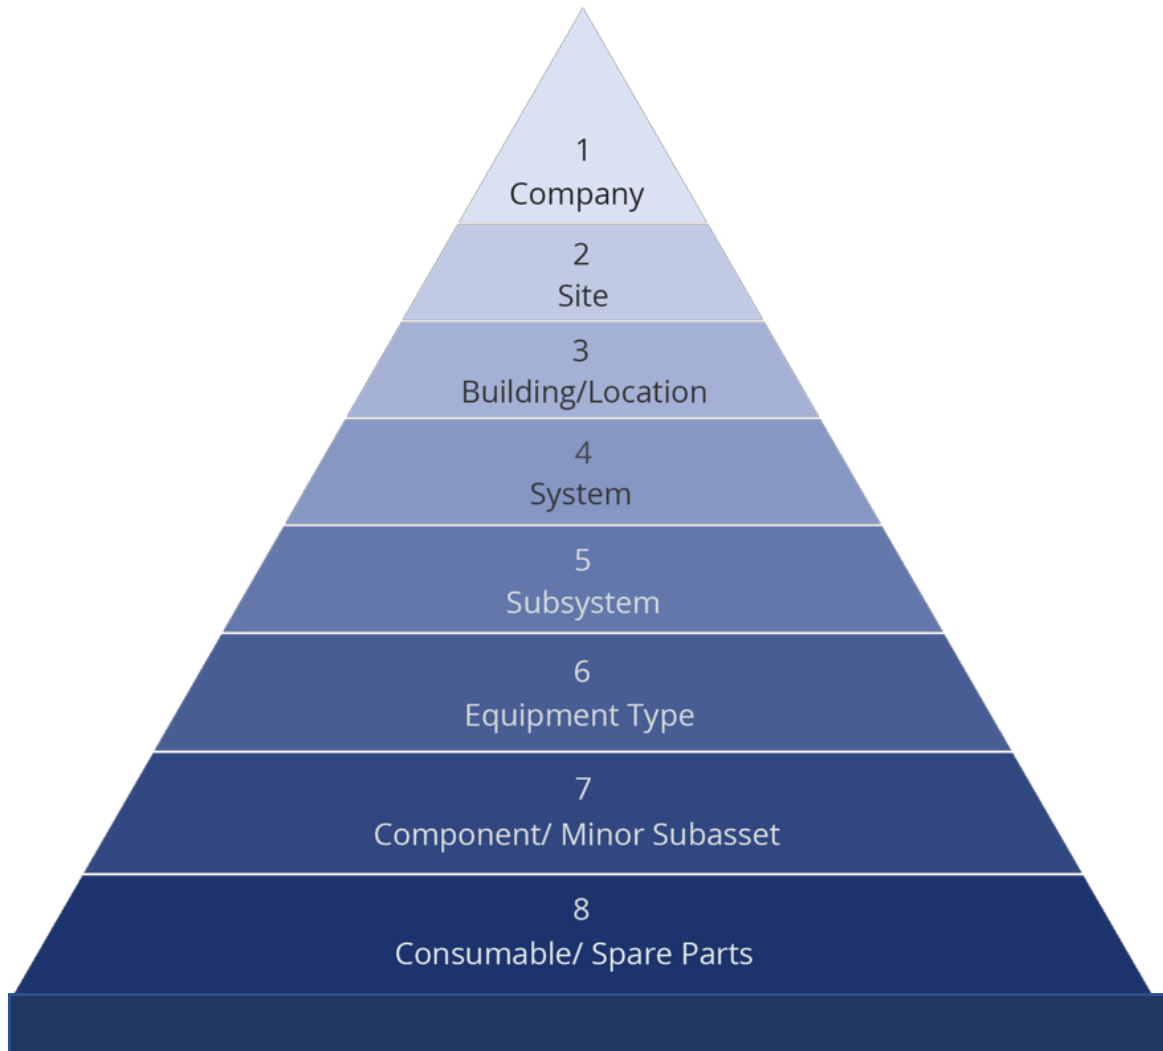 1
Company
2
Site
3
Building/Location
4
System
5
Subsystem
6
Equipment Type
7
Component/ Minor Subasset
8
Consumable/ Spare Parts